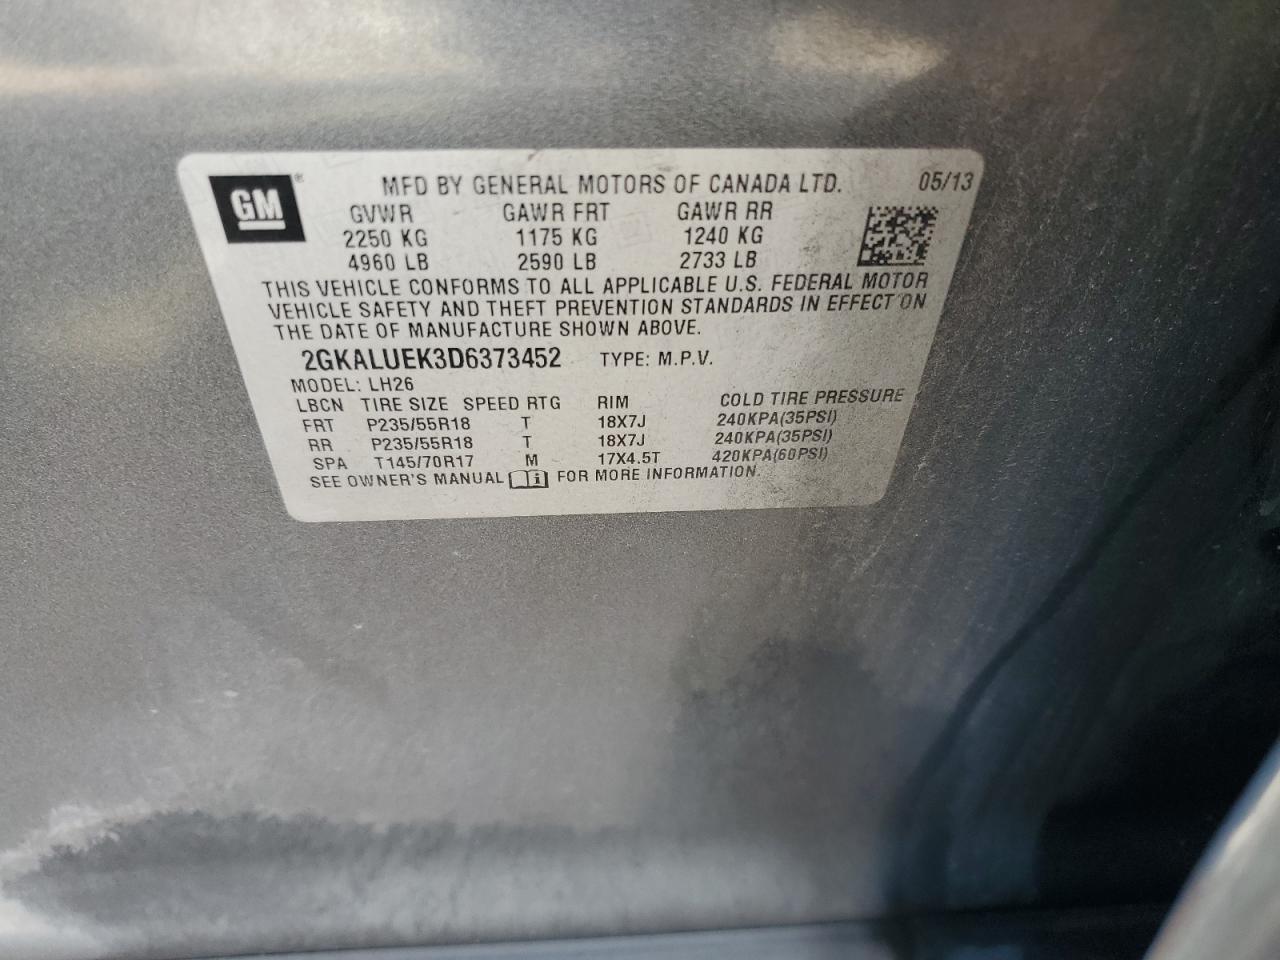 GM® MFD BY GENERAL MOTORS OF CANADA LTD. 05/13
GVWR GAWR FRT GAWR RR
2250 KG 1175 KG 1240 KG
4960 LB 2590 LB 2733 LB
THIS VEHICLE CONFORMS TO ALL APPLICABLE U.S. FEDERAL MOTOR
VEHICLE SAFETY AND THEFT PREVENTION STANDARDS IN EFFECT ON
THE DATE OF MANUFACTURE SHOWN ABOVE.
2GKALUEK3D6373452 TYPE: M.P.V.
MODEL: LH26
LBCN TIRE SIZE SPEED RTG RIM COLD TIRE PRESSURE
FRT P235/55R18 T 18X7J 240KPA(35PSI)
RR P235/55R18 T 18X7J 240KPA(35PSI)
SPA T145/70R17 M 17X4.5T 420KPA(60PSI)
SEE OWNER'S MANUAL i FOR MORE INFORMATION.